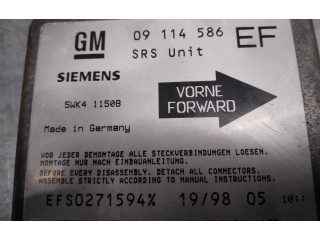 GM 09 114 586 EF
SRS Unit
SIEMENS
5WK4 1150B
VORNE
FORWARD
Made in Germany
VOR JEDER DEMONTAGE ALLE STECKVERBINDUNGEN LOESEN.
MONTAGE NUR NACH EINBAUANLEITUNG.
BEFORE EVERY DISASSEMBLY, DETACH ALL CONNECTORS.
ASSEMBLE STRICTLY ACCORDING TO MANUAL INSTRUCTIONS.
EFS0271594% 19/98 05